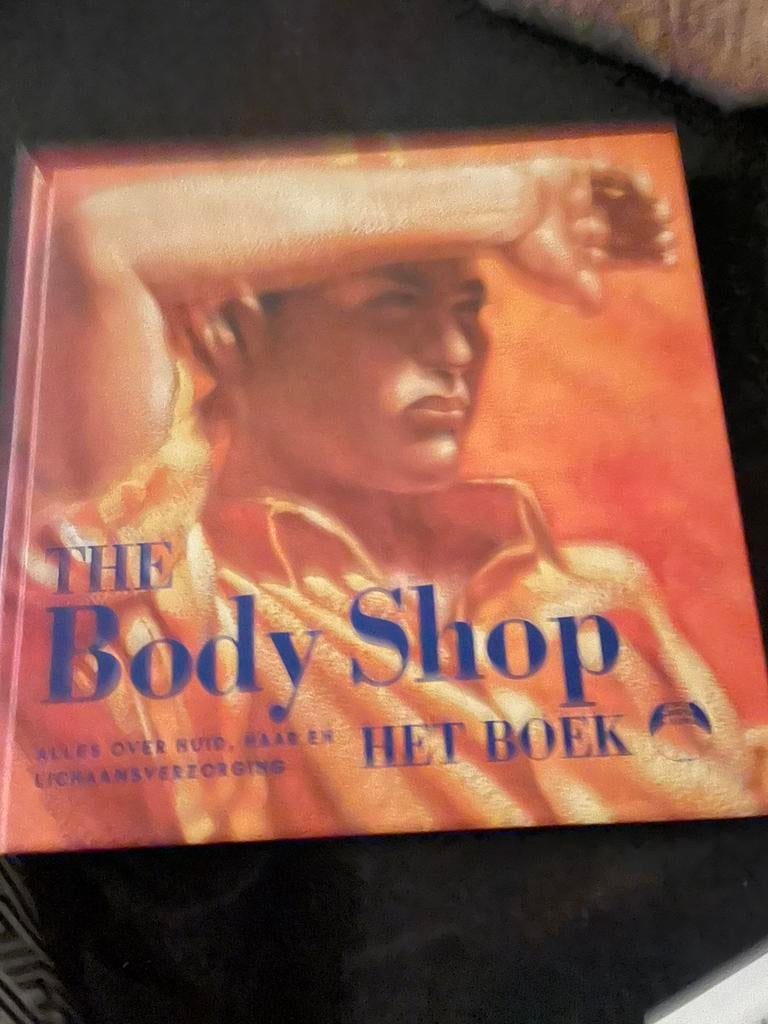 THE
Body Shop
HET BOEK
ALLES OVER HUID, HAAR EN
LICHAAMSVERZORGING